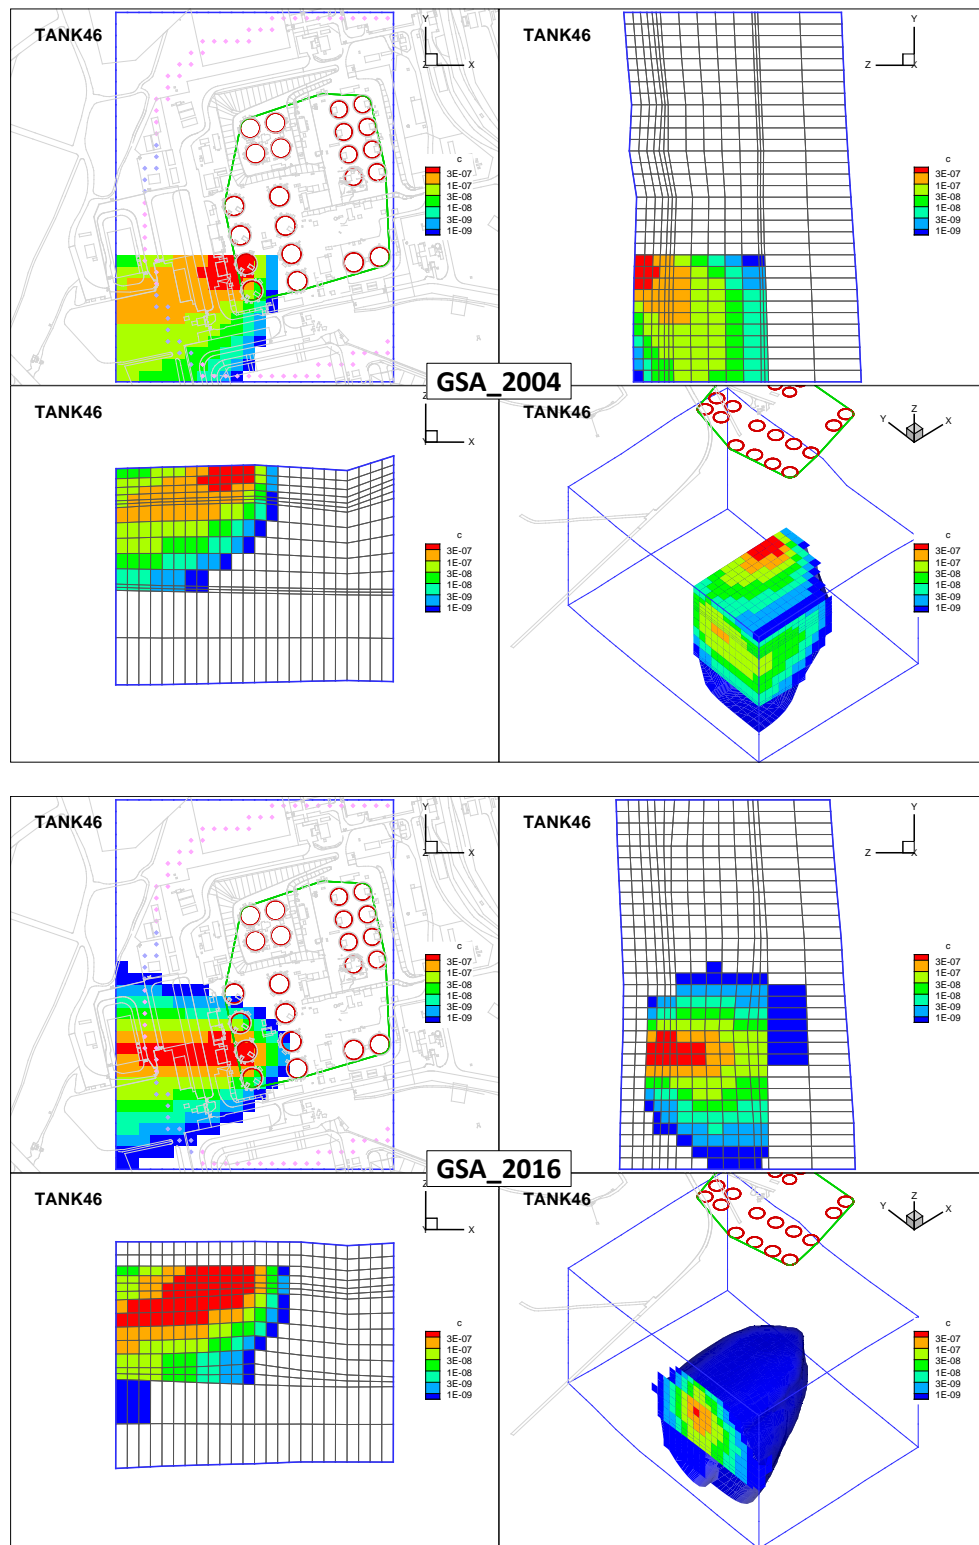 TANK46
Y
Z
X
c
3E-07
1E-07
3E-08
1E-08
3E-09
1E-09
TANK46
Y
Z
X
c
3E-07
1E-07
3E-08
1E-08
3E-09
1E-09
GSA_2004
TANK46
Z
Y
X
c
3E-07
1E-07
3E-08
1E-08
3E-09
1E-09
TANK46
Z
Y
X
c
3E-07
1E-07
3E-08
1E-08
3E-09
1E-09
TANK46
Y
Z
X
c
3E-07
1E-07
3E-08
1E-08
3E-09
1E-09
TANK46
Y
Z
X
c
3E-07
1E-07
3E-08
1E-08
3E-09
1E-09
GSA_2016
TANK46
Z
Y
X
c
3E-07
1E-07
3E-08
1E-08
3E-09
1E-09
TANK46
Z
Y
X
c
3E-07
1E-07
3E-08
1E-08
3E-09
1E-09